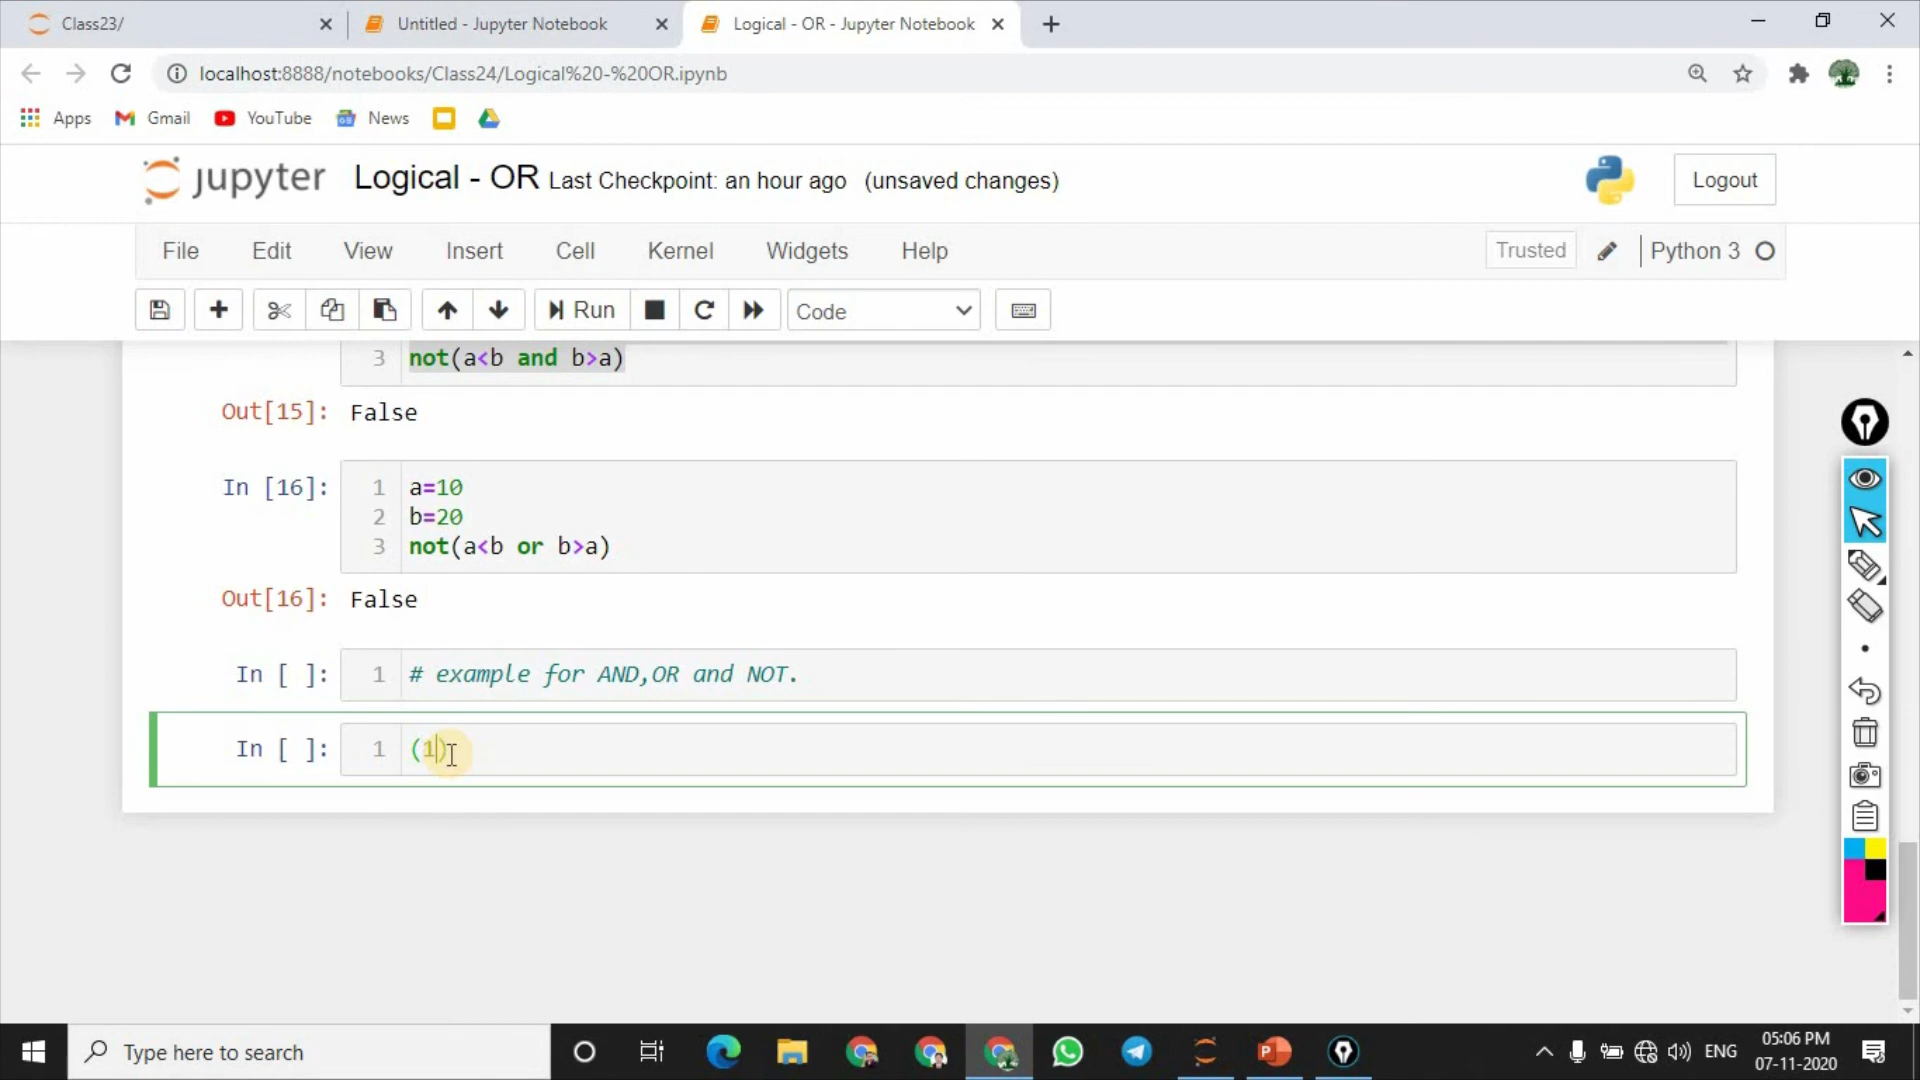 Class23/
Untitled - Jupyter Notebook
Logical - OR - Jupyter Notebook
localhost:8888/notebooks/Class24/Logical%20-%20OR.ipynb
Apps Gmail YouTube News
jupyter Logical - OR Last Checkpoint: an hour ago (unsaved changes)
Logout
File Edit View Insert Cell Kernel Widgets Help
Trusted Python 3
Run Code
3 not(a<b and b>a)
Out[15]: False
In [16]: 1 a=10
2 b=20
3 not(a<b or b>a)
Out[16]: False
In [ ]: 1 # example for AND,OR and NOT.
In [ ]: 1 (1)
Type here to search
ENG
05:06 PM
07-11-2020